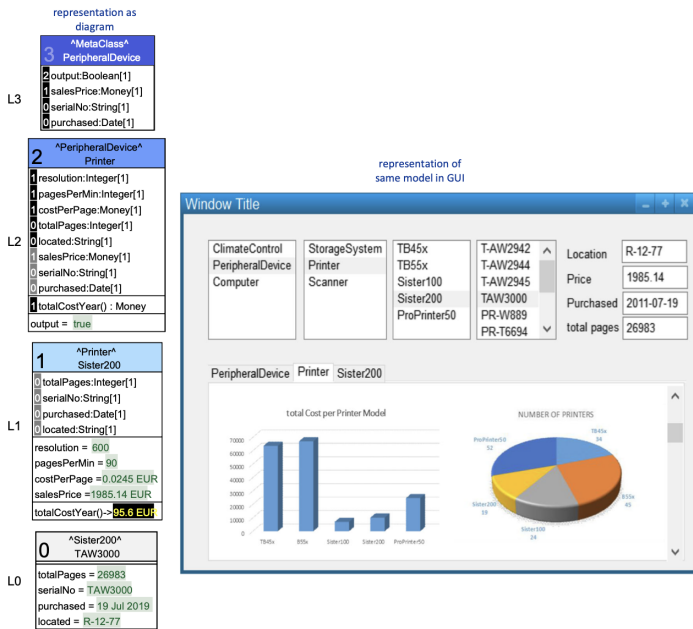 representation as
diagram
L3
3
^MetaClass^
PeripheralDevice
2 output:Boolean[1]
1 salesPrice:Money[1]
0 serialNo:String[1]
0 purchased:Date[1]
L2
2
^PeripheralDevice^
Printer
1 resolution:Integer[1]
1 pagesPerMin:Integer[1]
1 costPerPage:Money[1]
0 totalPages:Integer[1]
0 located:String[1]
1 salesPrice:Money[1]
0 serialNo:String[1]
0 purchased:Date[1]
1 totalCostYear() : Money
output = true
L1
1
^Printer^
Sister200
0 totalPages:Integer[1]
0 serialNo:String[1]
0 purchased:Date[1]
0 located:String[1]
resolution = 600
pagesPerMin = 90
costPerPage =0.0245 EUR
salesPrice =1985.14 EUR
totalCostYear()-> 95.6 EUR
L0
0
^Sister200^
TAW3000
totalPages = 26983
serialNo = TAW3000
purchased = 19 Jul 2019
located = R-12-77
representation of
same model in GUI
Window Title
ClimateControl
PeripheralDevice
Computer
StorageSystem
Printer
Scanner
TB45x
TB55x
Sister100
Sister200
ProPrinter50
T-AW2942
T-AW2944
T-AW2945
TAW3000
PR-W889
PR-T6694
Location R-12-77
Price 1985.14
Purchased 2011-07-19
total pages 26983
PeripheralDevice Printer Sister200
total Cost per Printer Model
70000
60000
50000
40000
30000
20000
10000
0
TB45x B55x Sister100 Sister200 ProPrinter50
NUMBER OF PRINTERS
TB45x
34
B55x
45
Sister100
24
Sister200
19
ProPrinter50
52